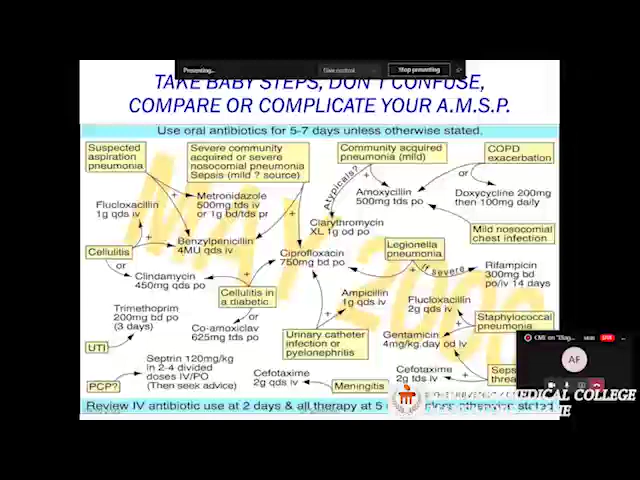 Presenting...
Give control
Stop presenting
TAKE BABY STEPS, DON'T CONFUSE,
COMPARE OR COMPLICATE YOUR A.M.S.P.
Use oral antibiotics for 5-7 days unless otherwise stated.
Suspected
aspiration
pneumonia
Severe community
acquired or severe
nosocomial pneumonia
Sepsis (mild ? source)
Community acquired
pneumonia (mild)
COPD
exacerbation
Atypicals?
+
or
Metronidazole
500mg tds iv
or 1g bd/tds pr
Amoxycillin
500mg tds po
Doxycycline 200mg
then 100mg daily
Flucloxacillin
1g qds iv
Clarythromycin
XL 1g od po
Mild nosocomial
chest infection
Benzylpenicillin
4MU qds iv
Cellulitis
or
Ciprofloxacin
750mg bd po
Legionella
pneumonia
If severe
Rifampicin
300mg bd
po/iv 14 days
Clindamycin
450mg qds po
Cellulitis in
a diabetic
or
Ampicillin
1g qds iv
Flucloxacillin
2g qds iv
Trimethoprim
200mg bd po
(3 days)
Co-amoxiclav
625mg tds po
Urinary catheter
infection or
pyelonephritis
Gentamicin
4mg/kg.day od iv
Staphylococcal
pneumonia
UTI
Septrin 120mg/kg
in 2-4 divided
doses IV/PO
(Then seek advice)
PCP?
Cefotaxime
2g qds iv
Meningitis
Cefotaxime
2g tds iv
Review IV antibiotic use at 2 days & all therapy at 5
otherwise stated
MAY
AF
MEDICAL COLLEGE